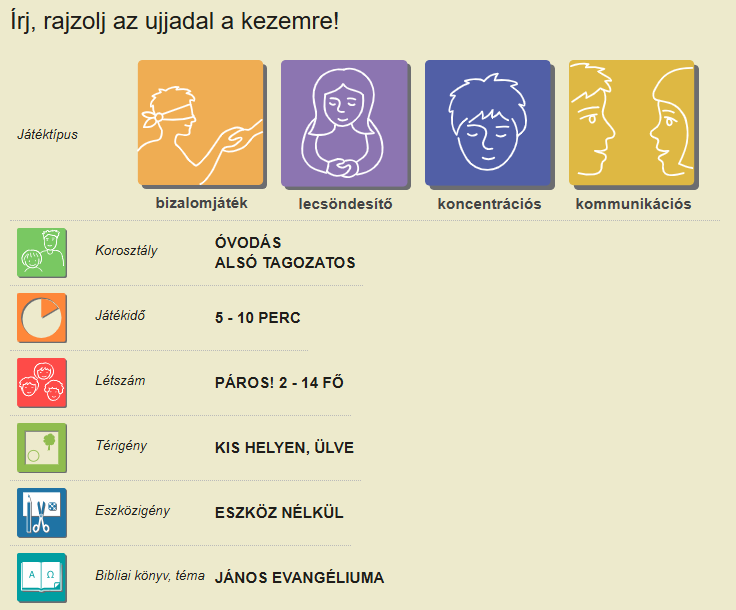 Írj, rajzolj az ujjadal a kezemre!
Játéktípus
bizalomjáték
lecsöndesítő
koncentrációs
kommunikációs
Korosztály
ÓVODÁS
ALSÓ TAGOZATOS
Játékidő
5 - 10 PERC
Létszám
PÁROS! 2 - 14 FŐ
Térigény
KIS HELYEN, ÜLVE
Eszközigény
ESZKÖZ NÉLKÜL
A Ω
Bibliai könyv, téma
JÁNOS EVANGÉLIUMA